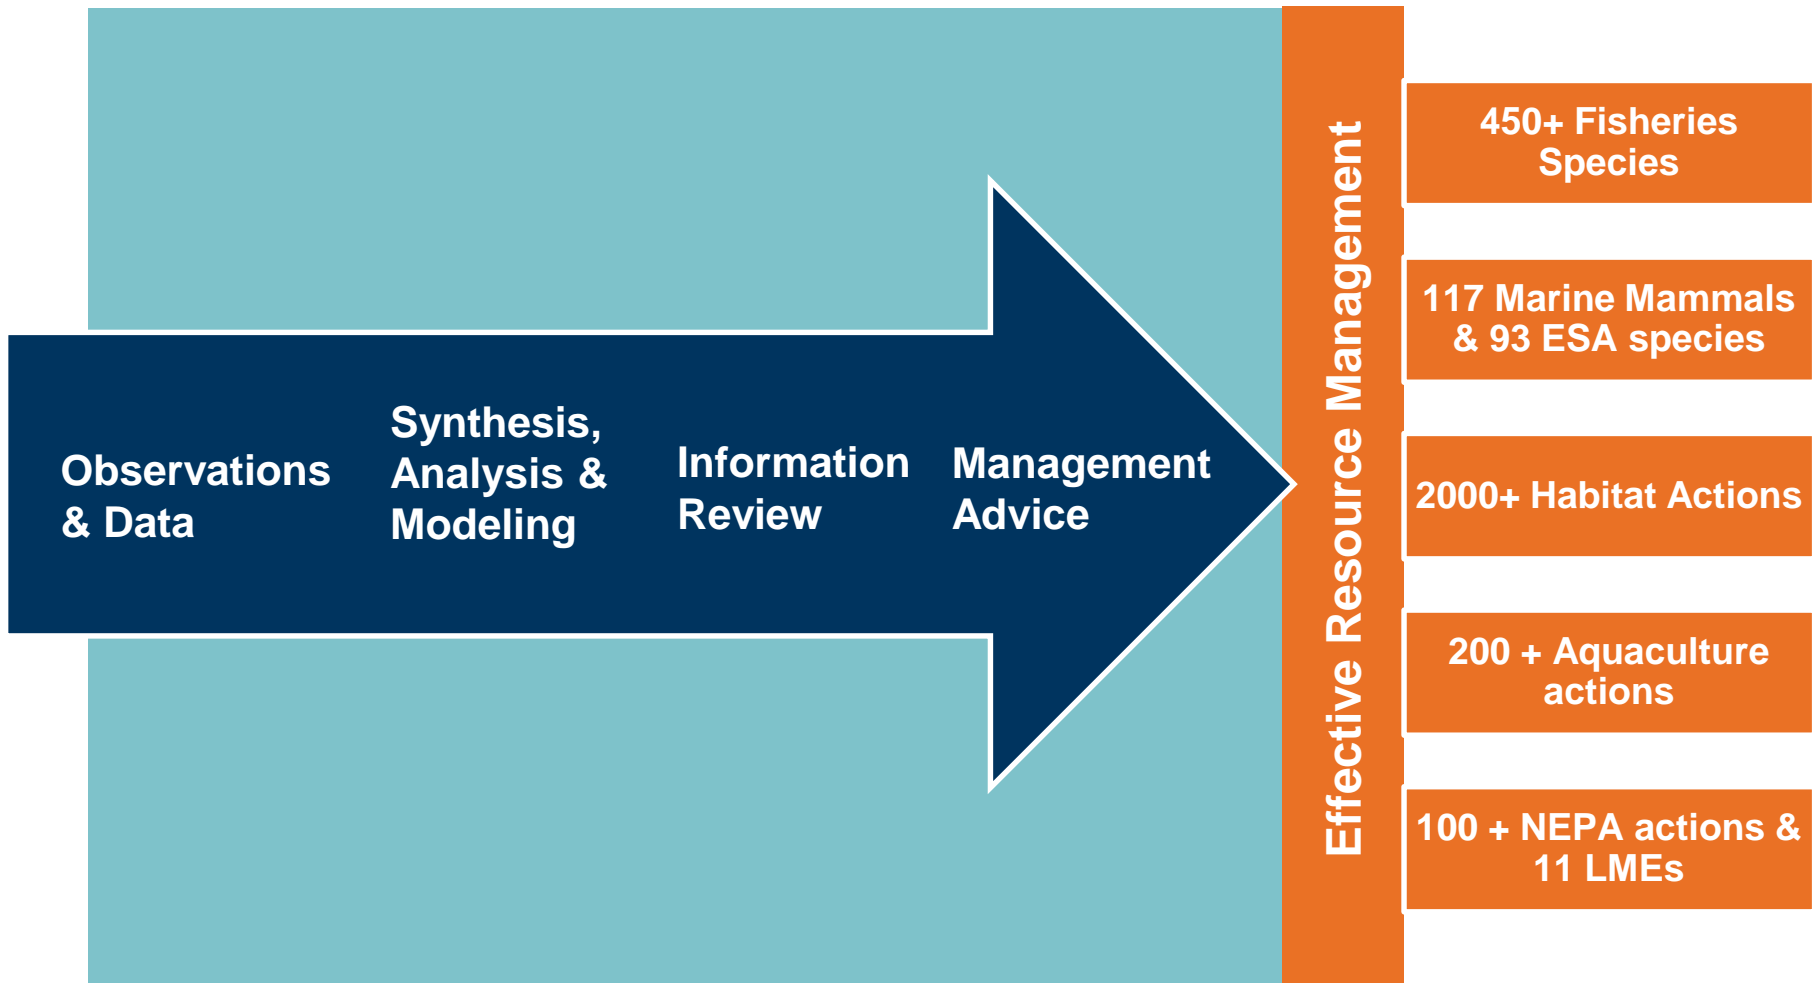 Observations
& Data
Synthesis,
Analysis &
Modeling
Information
Review
Management
Advice
Effective Resource Management
450+ Fisheries
Species
117 Marine Mammals
& 93 ESA species
2000+ Habitat Actions
200 + Aquaculture
actions
100 + NEPA actions &
11 LMEs